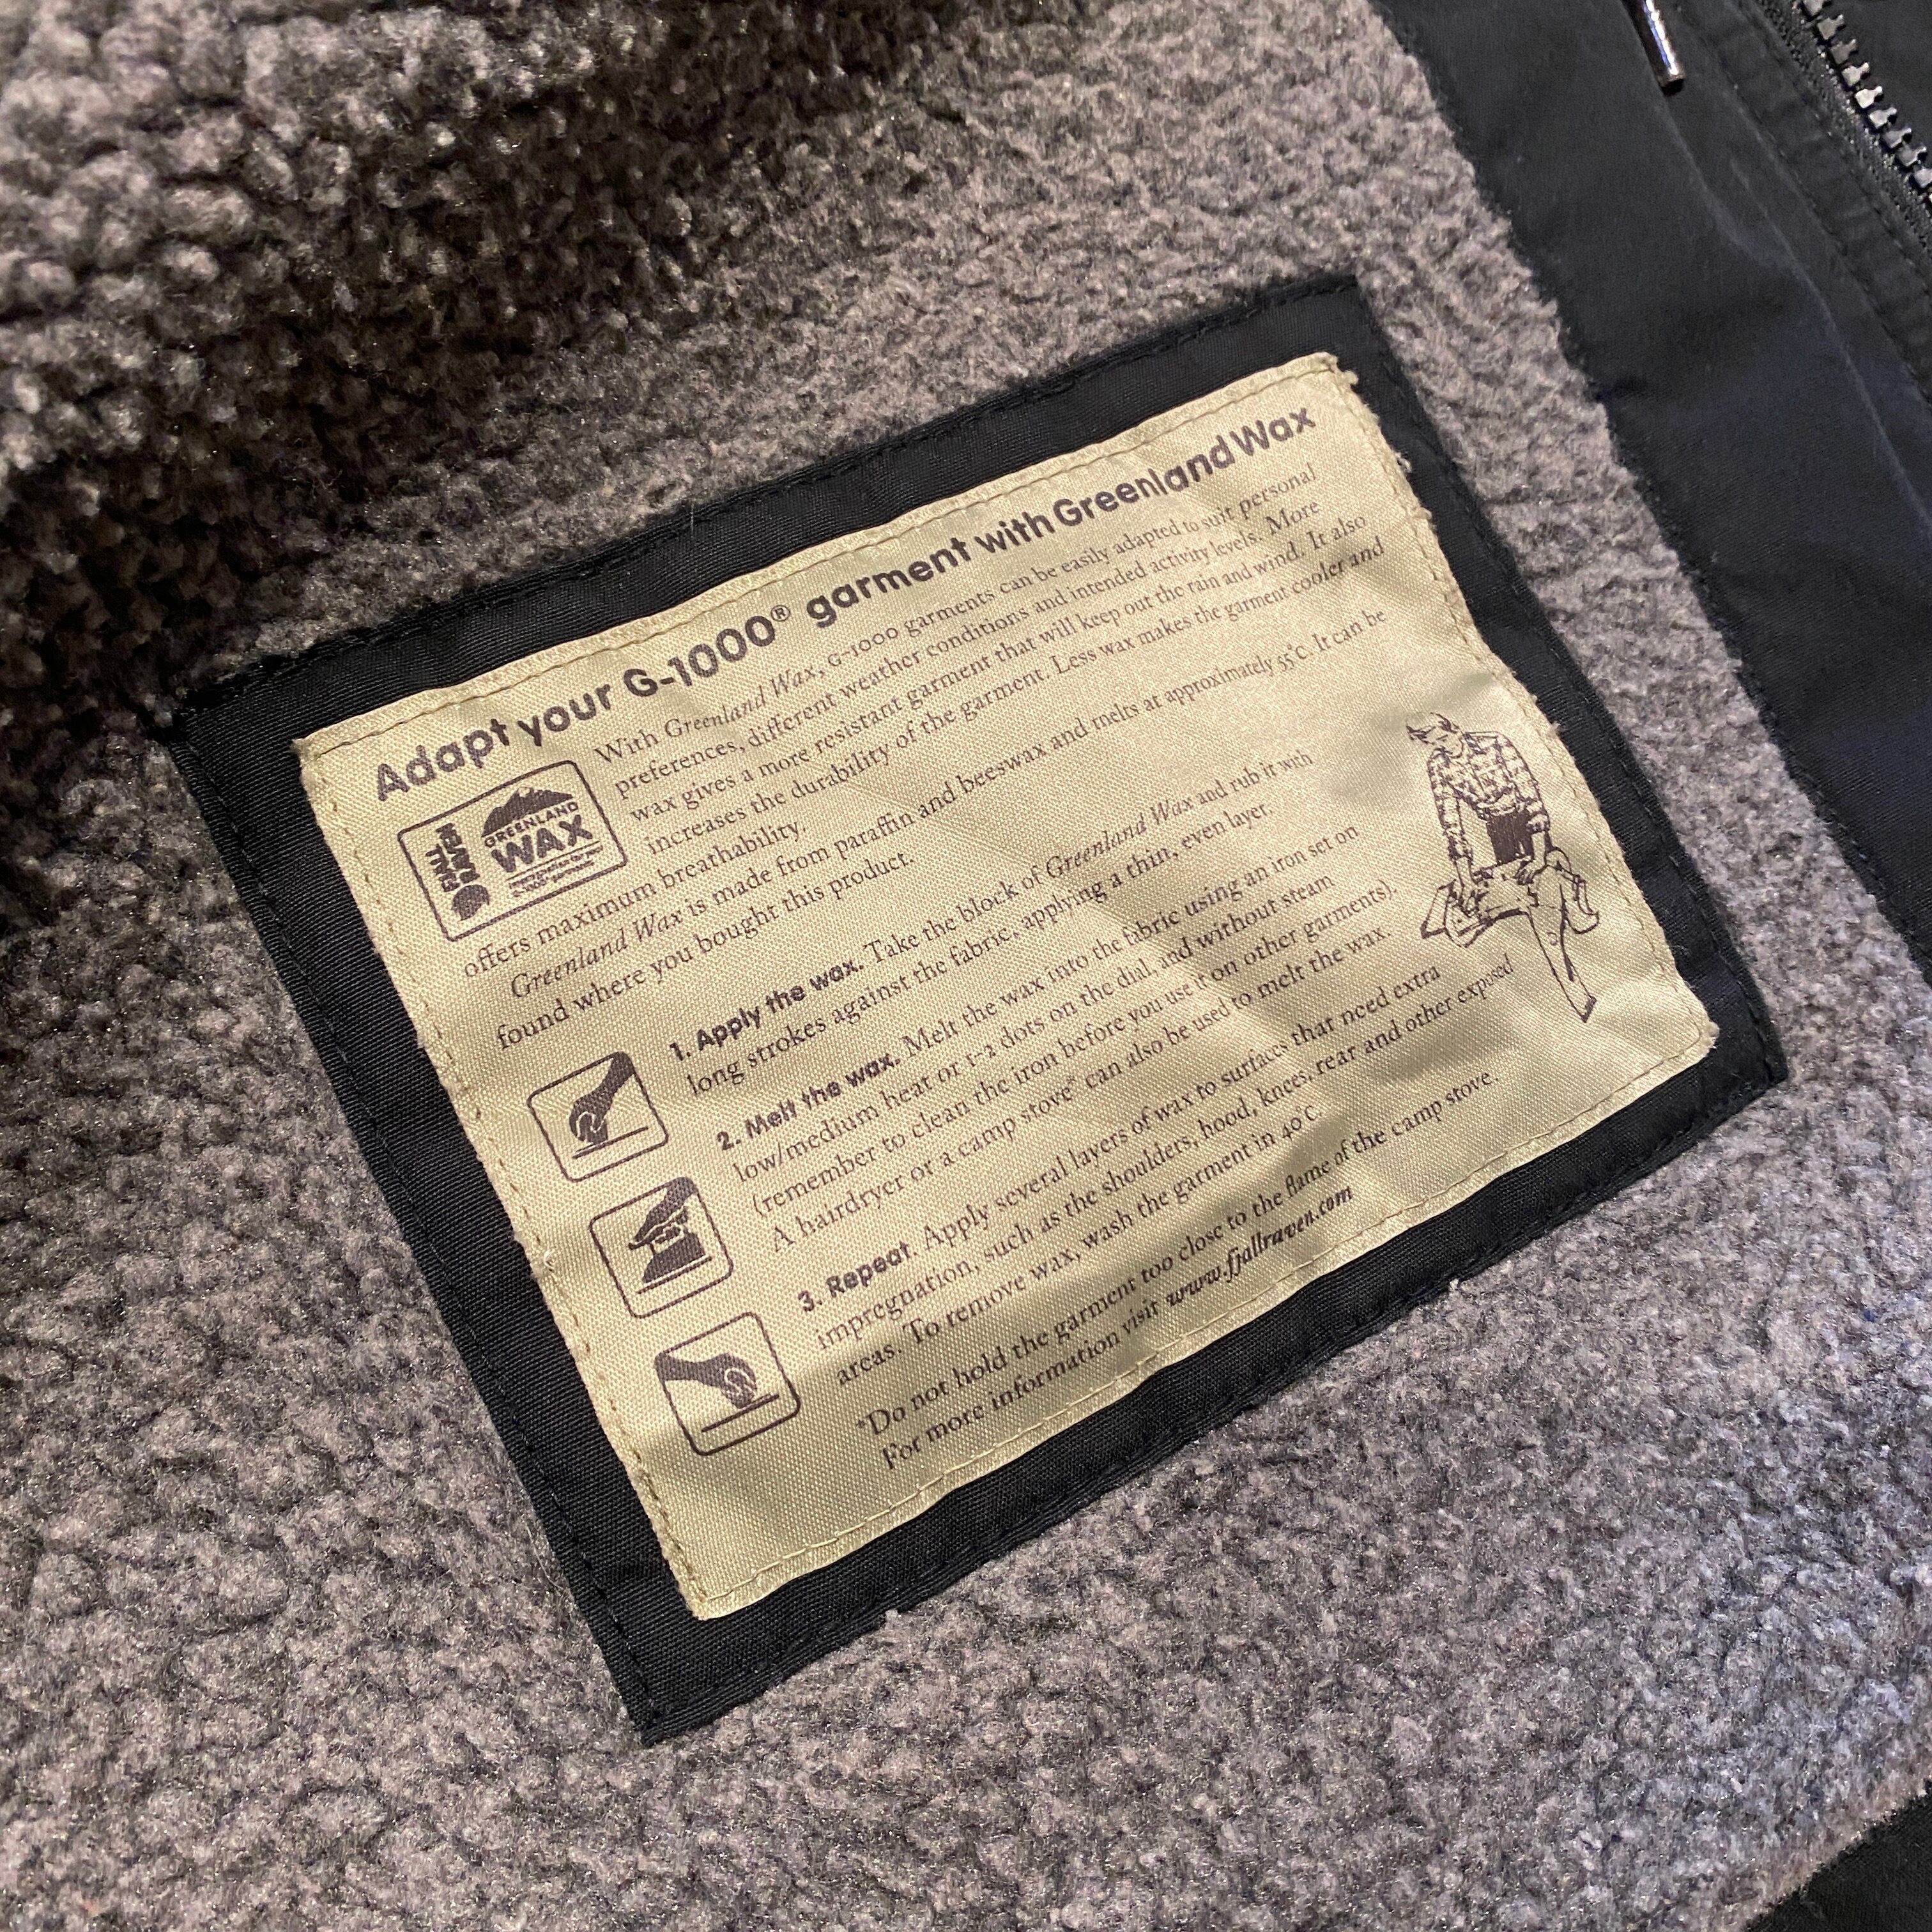 Adapt your G-1000® garment with Greenland Wax
FJÄLL
RÄVEN
GREENLAND
WAX
With Greenland Wax, G-1000 garments can be easily adapted to suit personal
preferences, different weather conditions and intended activity levels. More
wax gives a more resistant garment that will keep out the rain and wind. It also
increases the durability of the garment. Less wax makes the garment cooler and
offers maximum breathability.
Greenland Wax is made from paraffin and beeswax and melts at approximately 55°C. It can be
found where you bought this product.
1. Apply the wax. Take the block of Greenland Wax and rub it with
long strokes against the fabric, applying a thin, even layer.
2. Melt the wax. Melt the wax into the fabric using an iron set on
low/medium heat or 1-2 dots on the dial, and without steam
(remember to clean the iron before you use it on other garments).
A hairdryer or a camp stove* can also be used to melt the wax.
3. Repeat. Apply several layers of wax to surfaces that need extra
impregnation, such as the shoulders, hood, knees, rear and other exposed
areas. To remove wax, wash the garment in 40°C.
*Do not hold the garment too close to the flame of the camp stove.
For more information visit www.fjallraven.com